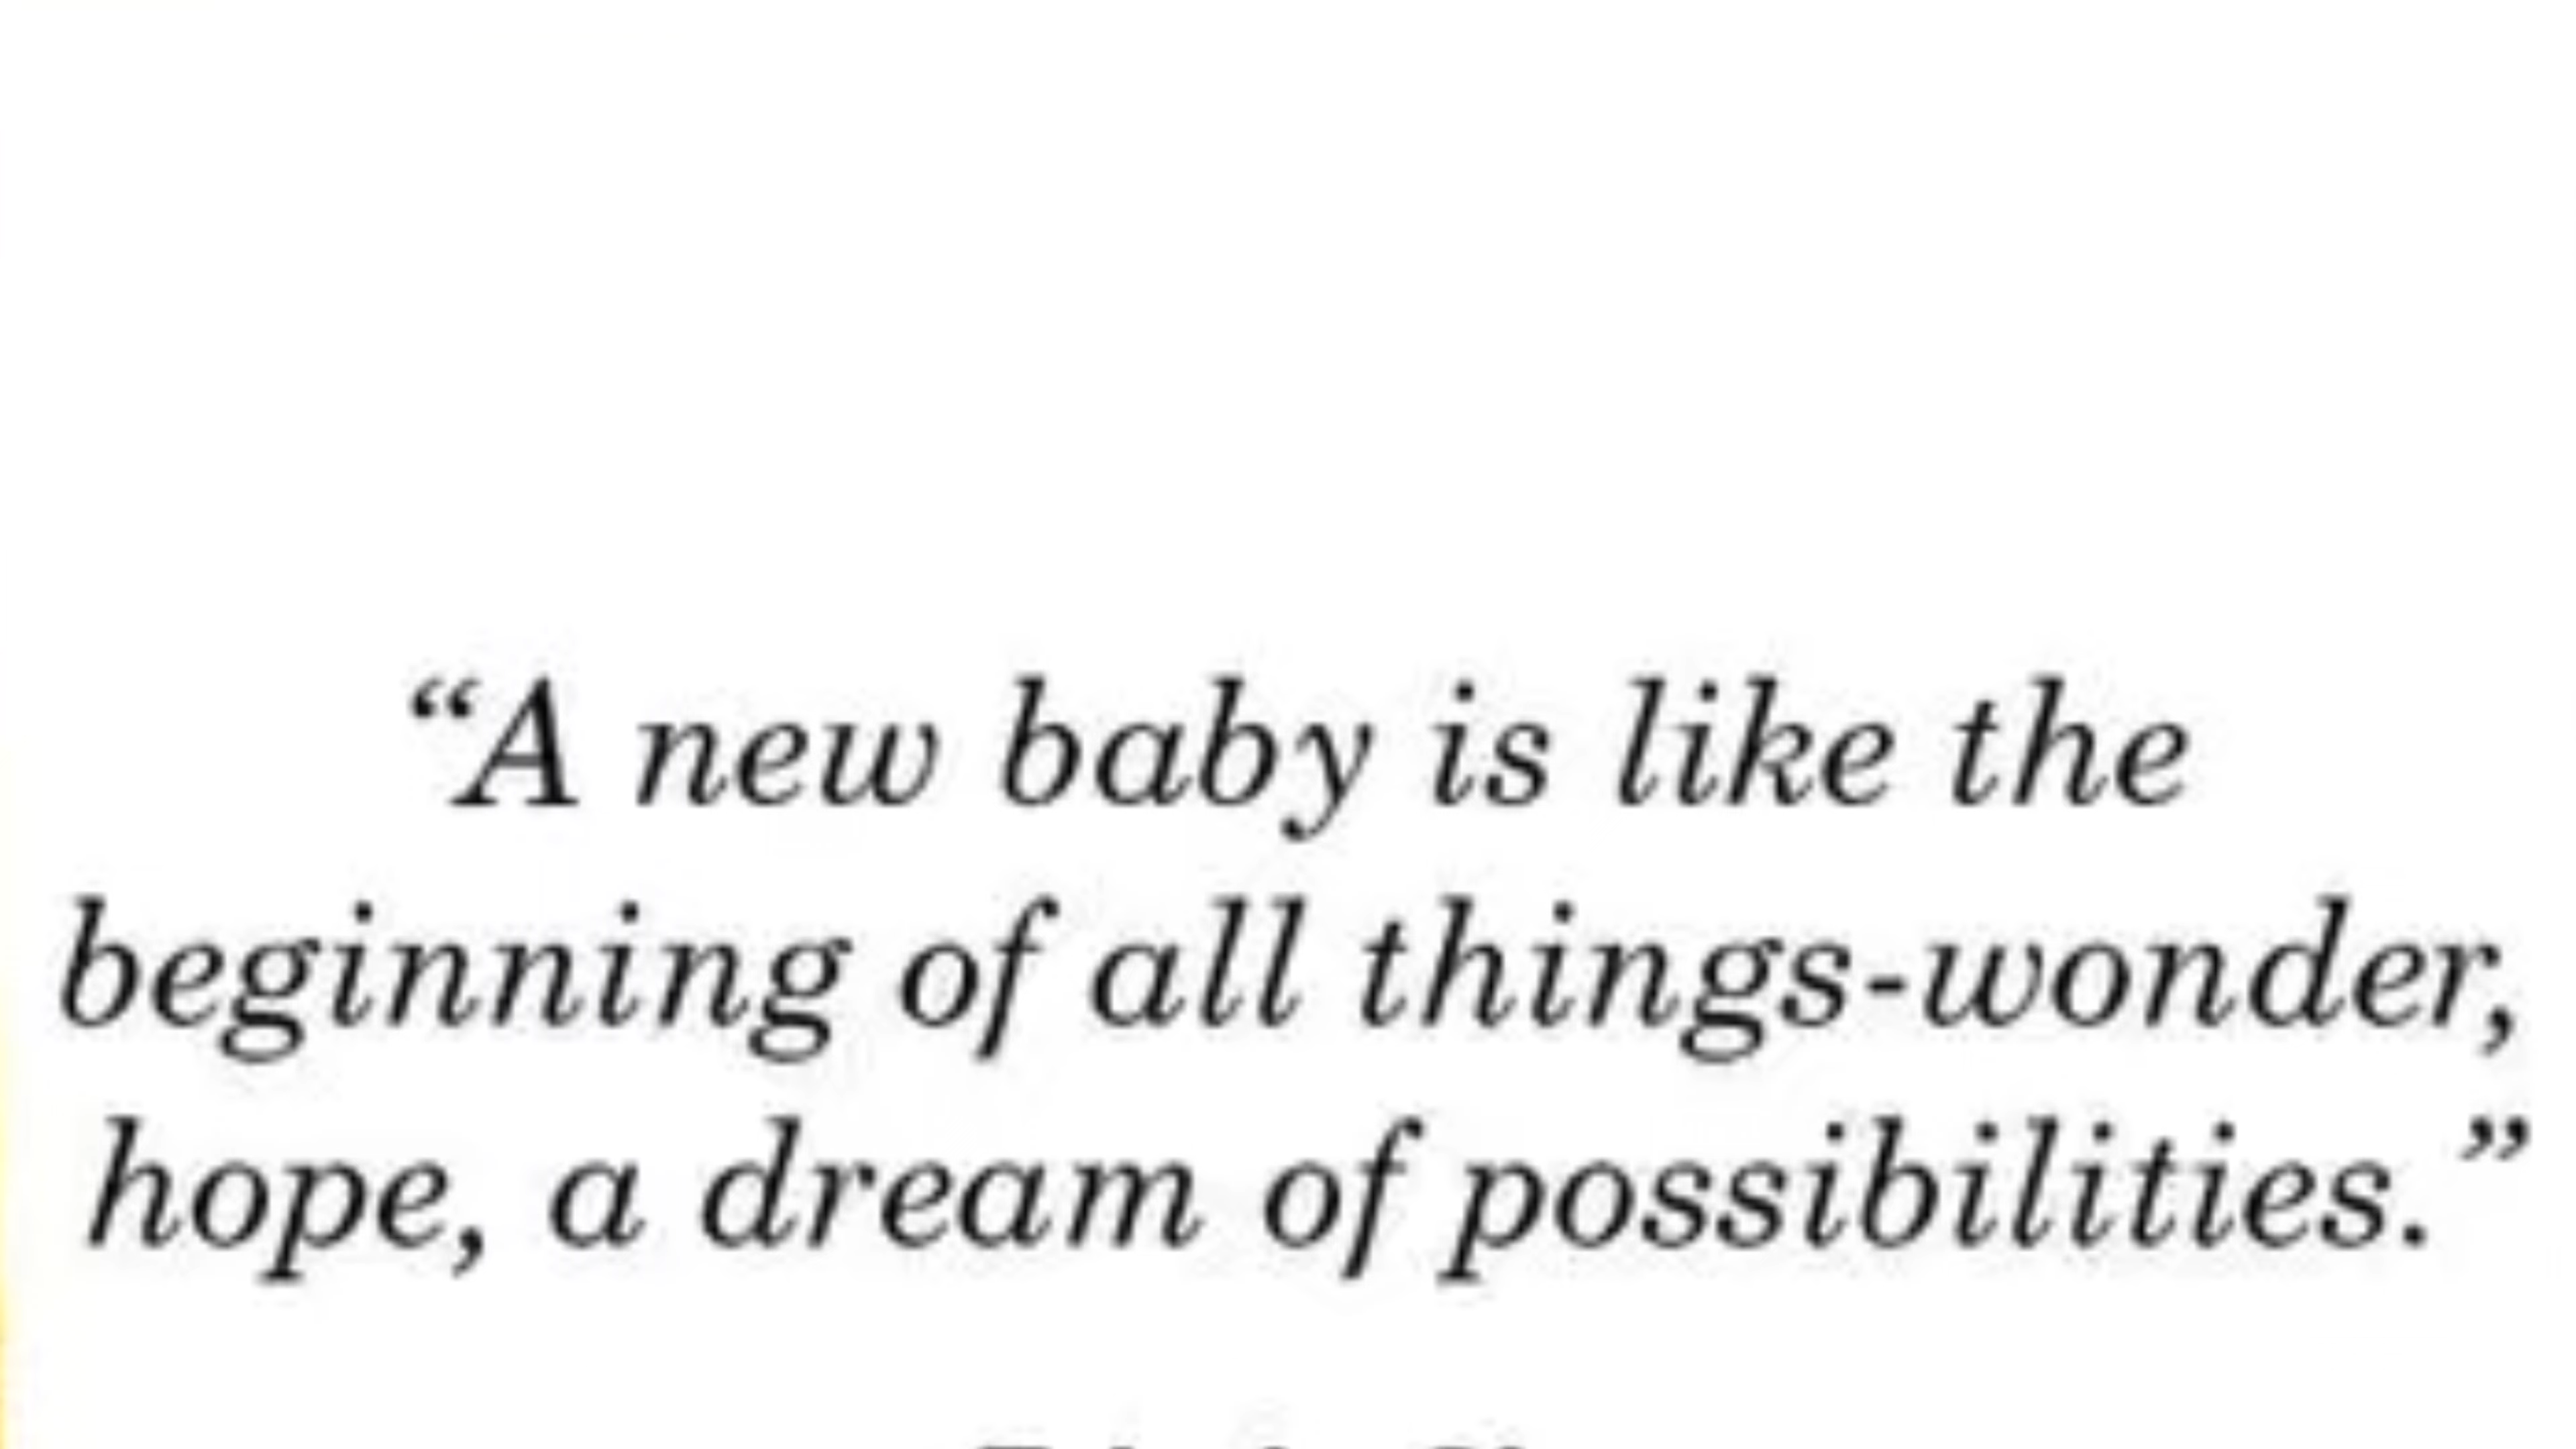 “A new baby is like the
beginning of all things-wonder,
hope, a dream of possibilities.”